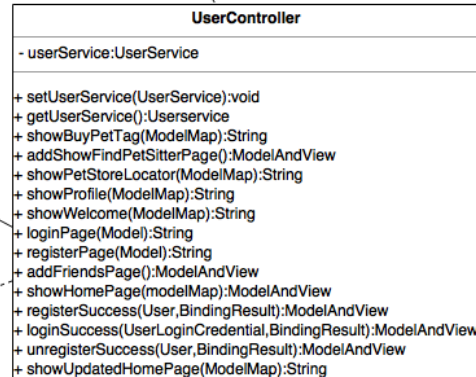 UserController
- userService:UserService
+ setUserService(UserService):void
+ getUserService():Userservice
+ showBuyPetTag(ModelMap):String
+ addShowFindPetSitterPage():ModelAndView
+ showPetStoreLocator(ModelMap):String
+ showProfile(ModelMap):String
+ showWelcome(ModelMap):String
+ loginPage(Model):String
+ registerPage(Model):String
+ addFriendsPage():ModelAndView
+ showHomePage(modelMap):ModelAndView
+ registerSuccess(User,BindingResult):ModelAndView
+ loginSuccess(UserLoginCredential,BindingResult):ModelAndView
+ unregisterSuccess(User,BindingResult):ModelAndView
+ showUpdatedHomePage(ModelMap):String